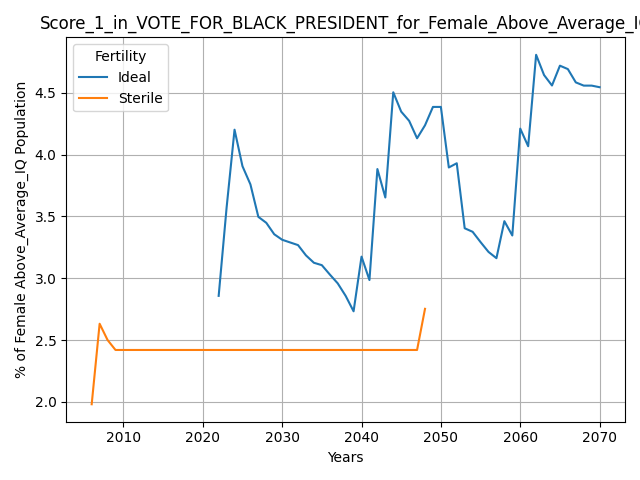 Score_1_in_VOTE_FOR_BLACK_PRESIDENT_for_Female_Above_Average_IQ
Fertility
Ideal
Sterile
% of Female Above_Average_IQ Population
4.5
4.0
3.5
3.0
2.5
2.0
2010 2020 2030 2040 2050 2060 2070
Years